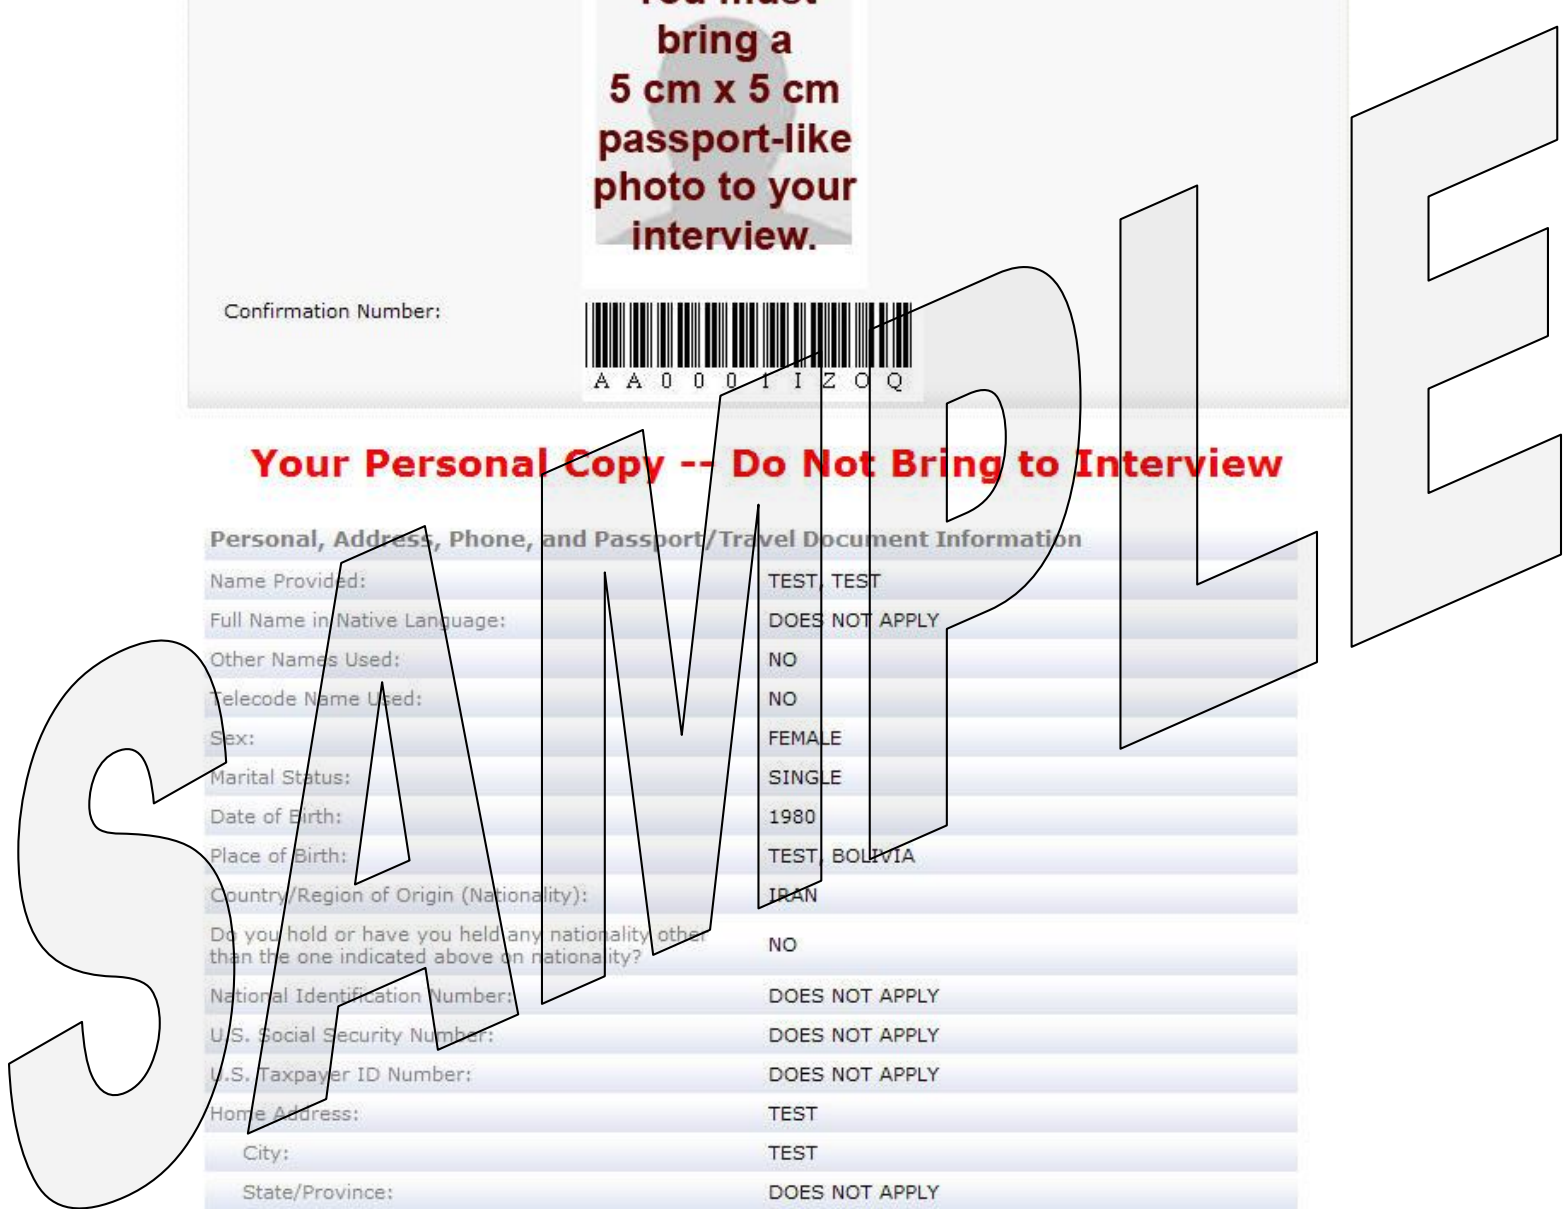 You must
bring a
5 cm x 5 cm
passport-like
photo to your
interview.
Confirmation Number:
A A 0 0 0 1 I Z O Q
Your Personal Copy -- Do Not Bring to Interview
Personal, Address, Phone, and Passport/Travel Document Information
Name Provided: TEST, TEST
Full Name in Native Language: DOES NOT APPLY
Other Names Used: NO
Telecode Name Used: NO
Sex: FEMALE
Marital Status: SINGLE
Date of Birth: 1980
Place of Birth: TEST, BOLIVIA
Country/Region of Origin (Nationality): IRAN
Do you hold or have you held any nationality other
than the one indicated above on nationality? NO
National Identification Number: DOES NOT APPLY
U.S. Social Security Number: DOES NOT APPLY
U.S. Taxpayer ID Number: DOES NOT APPLY
Home Address: TEST
City: TEST
State/Province: DOES NOT APPLY
SAMPLE